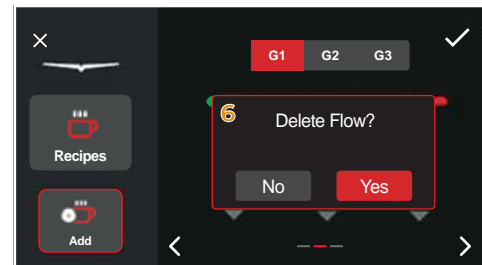 G1 G2 G3
6
Delete Flow?
No Yes
Recipes
Add